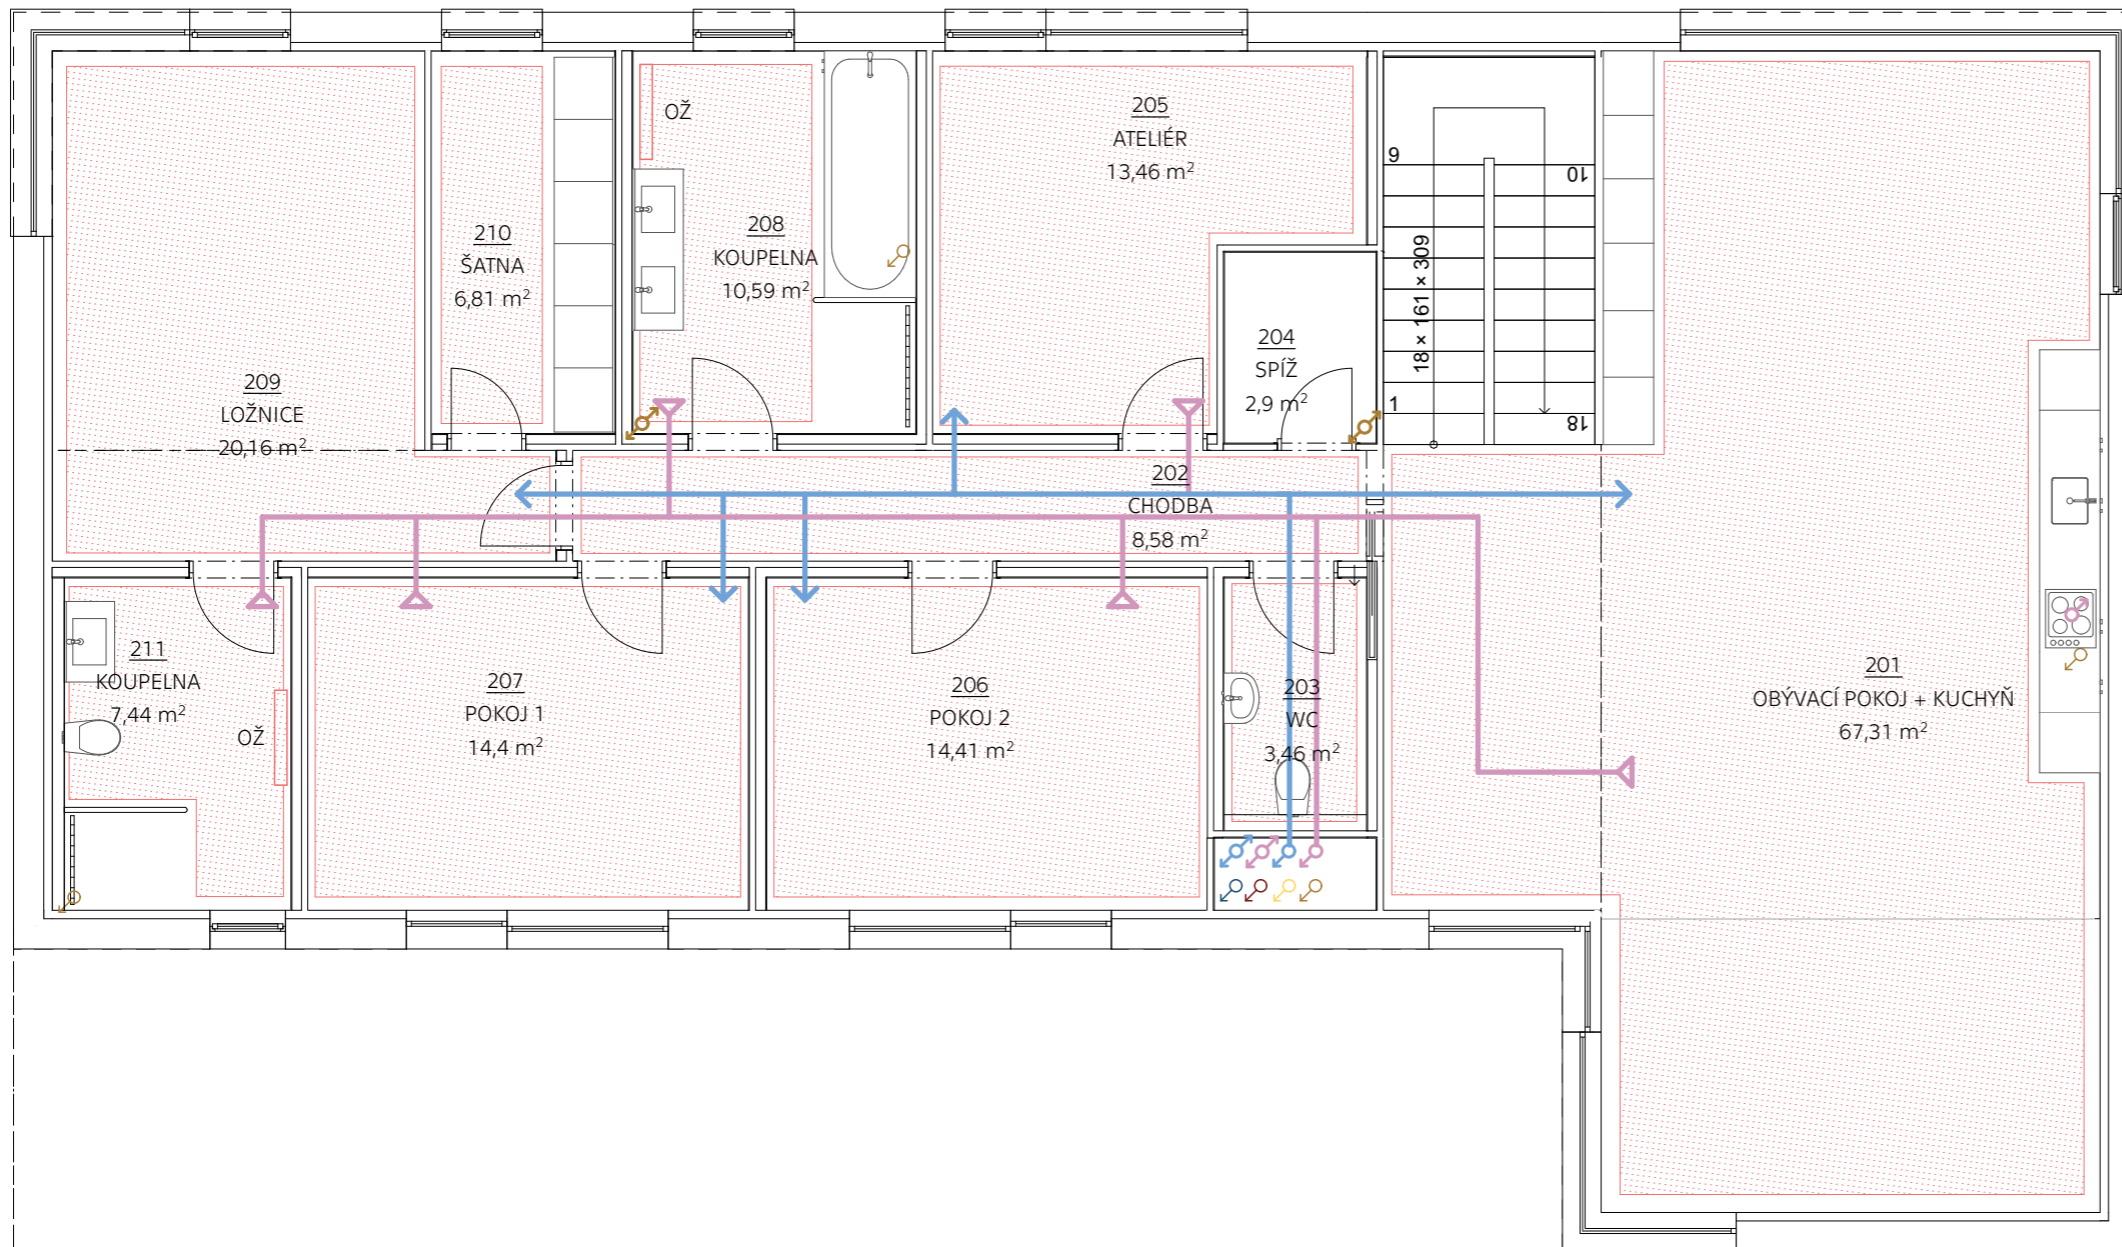 OŽ
205
ATELIÉR
13,46 m²
9
10
210
ŠATNA
6,81 m²
208
KOUPELNA
10,59 m²
18 × 161 × 309
204
SPÍŽ
2,9 m²
209
LOŽNICE
20,16 m²
1
18
202
CHODBA
8,58 m²
211
KOUPELNA
7,44 m²
OŽ
207
POKOJ 1
14,4 m²
206
POKOJ 2
14,41 m²
203
WC
3,46 m²
201
OBÝVACÍ POKOJ + KUCHYŇ
67,31 m²